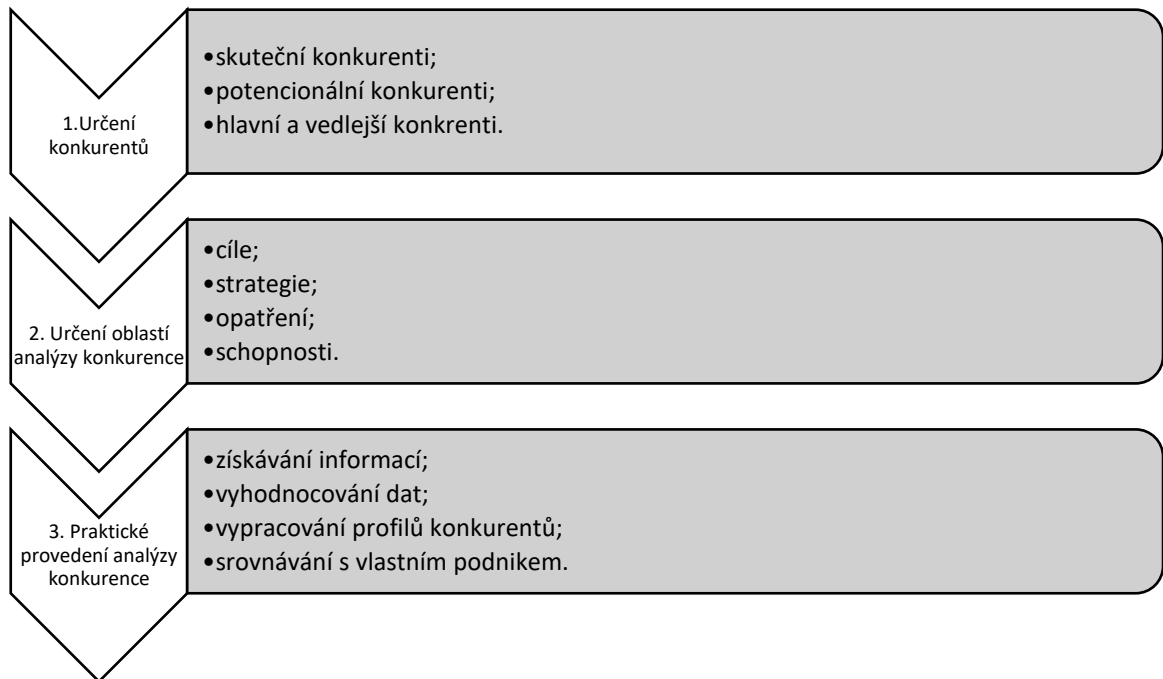 1.Určení
konkurentů
•skuteční konkurenti;
•potencionální konkurenti;
•hlavní a vedlejší konkrenti.
2. Určení oblastí
analýzy konkurence
•cíle;
•strategie;
•opatření;
•schopnosti.
3. Praktické
provedení analýzy
konkurence
•získávání informací;
•vyhodnocování dat;
•vypracování profilů konkurentů;
•srovnávání s vlastním podnikem.